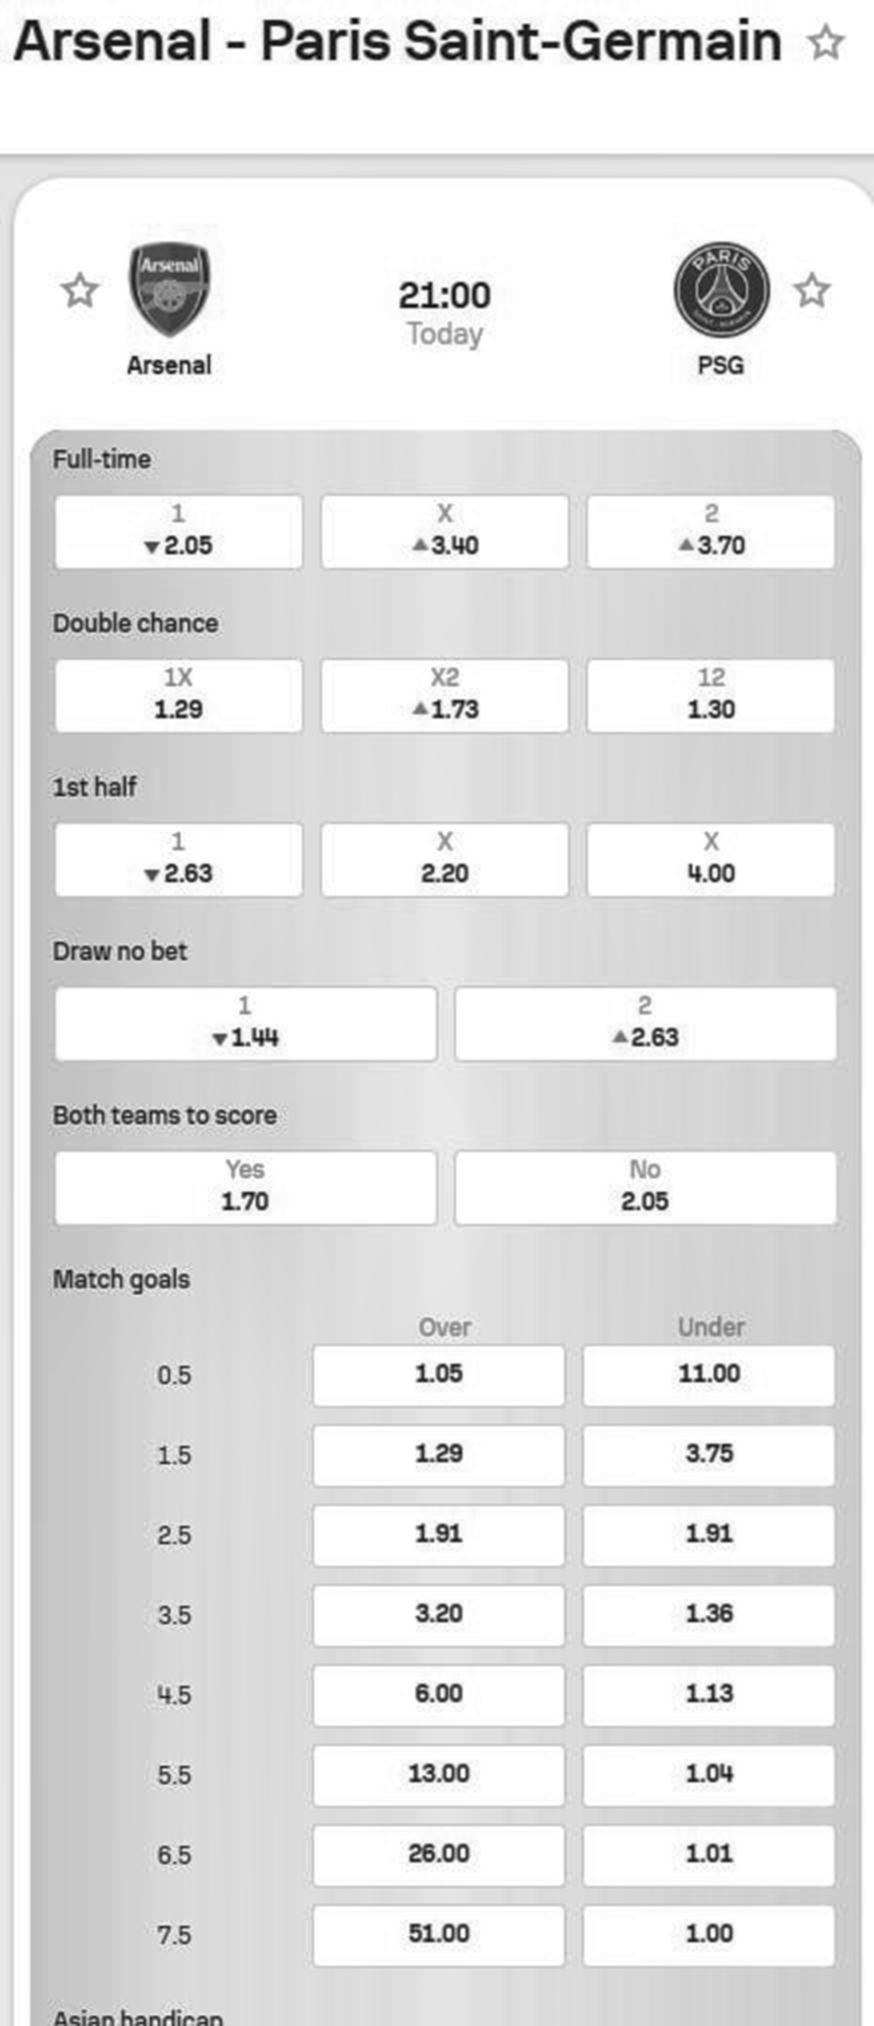 Arsenal - Paris Saint-Germain
Arsenal
PARIS
21:00
Today
Arsenal
PSG
Full-time
1
▼2.05
X
▲3.40
2
▲3.70
Double chance
1X
1.29
X2
▲1.73
12
1.30
1st half
1
▼2.63
X
2.20
X
4.00
Draw no bet
1
▼1.44
2
▲2.63
Both teams to score
Yes
1.70
No
2.05
Match goals
Over Under
0.5 1.05 11.00
1.5 1.29 3.75
2.5 1.91 1.91
3.5 3.20 1.36
4.5 6.00 1.13
5.5 13.00 1.04
6.5 26.00 1.01
7.5 51.00 1.00
Asian handicap